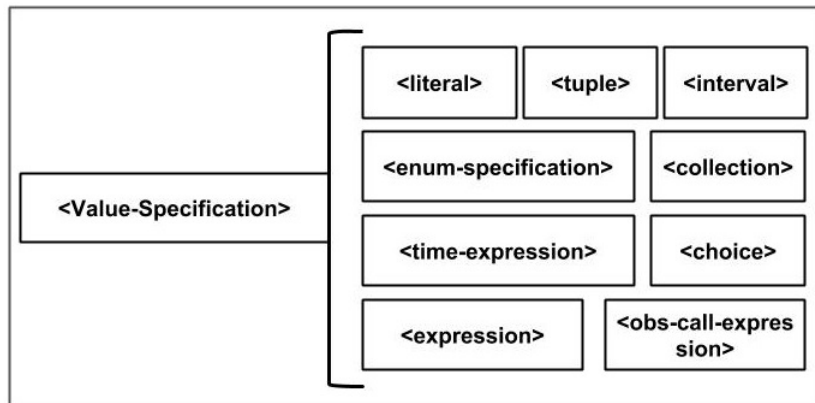 <literal> <tuple> <interval>
<enum-specification> <collection>
<Value-Specification>
<time-expression> <choice>
<expression> <obs-call-expres
sion>